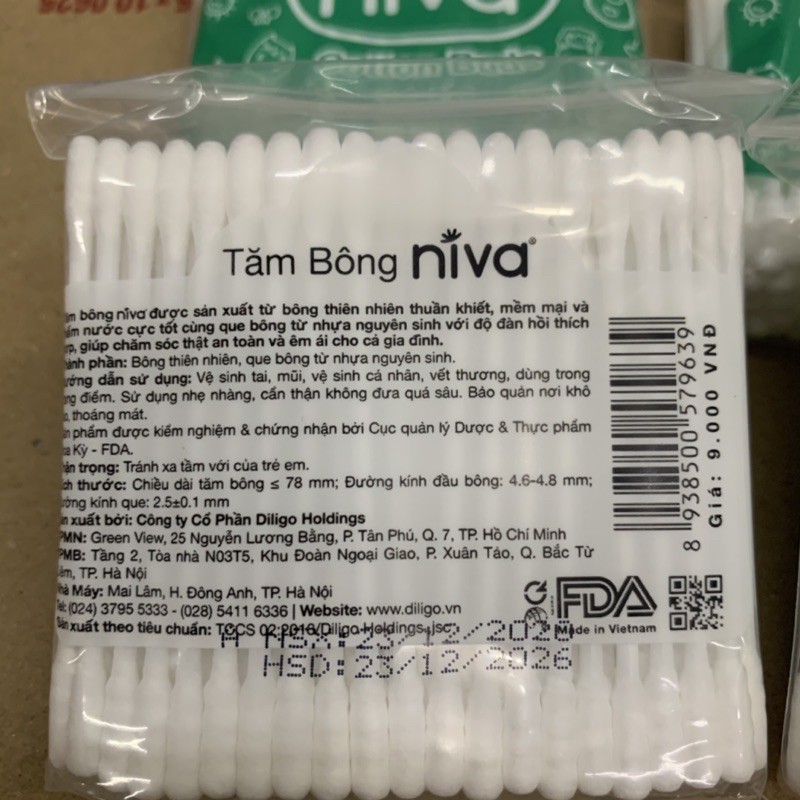 niva
Cotton Buds
Tăm Bông niva®
bông niva được sản xuất từ bông thiên nhiên thuần khiết, mềm mại và
nước cực tốt cùng que bông từ nhựa nguyên sinh với độ đàn hồi thích
giúp chăm sóc thật an toàn và êm ái cho cả gia đình.
phần: Bông thiên nhiên, que bông từ nhựa nguyên sinh.
dẫn sử dụng: Vệ sinh tai, mũi, vệ sinh cá nhân, vết thương, dùng trong
điểm. Sử dụng nhẹ nhàng, cẩn thận không đưa quá sâu. Bảo quản nơi khô
thoáng mát.
phẩm được kiểm nghiệm & chứng nhận bởi Cục quản lý Dược & Thực phẩm
Kỳ - FDA.
trọng: Tránh xa tầm với của trẻ em.
thước: Chiều dài tăm bông ≤ 78 mm; Đường kính đầu bông: 4.6-4.8 mm;
kính que: 2.5±0.1 mm
xuất bởi: Công ty Cổ Phần Diligo Holdings
PMN: Green View, 25 Nguyễn Lương Bằng, P. Tân Phú, Q. 7, TP. Hồ Chí Minh
PMB: Tầng 2, Tòa nhà N03T5, Khu Đoàn Ngoại Giao, P. Xuân Tảo, Q. Bắc Từ
TP. Hà Nội
Nhà Máy: Mai Lâm, H. Đông Anh, TP. Hà Nội
Tel: (024) 3795 5333 - (028) 5411 6336 | Website: www.diligo.vn
Sản xuất theo tiêu chuẩn: TCCS 02:2016/Diligo Holdings.,jsc
HSD:23/12/2026
8 938500 579639
Giá: 9.000 VNĐ
FDA
Made in Vietnam